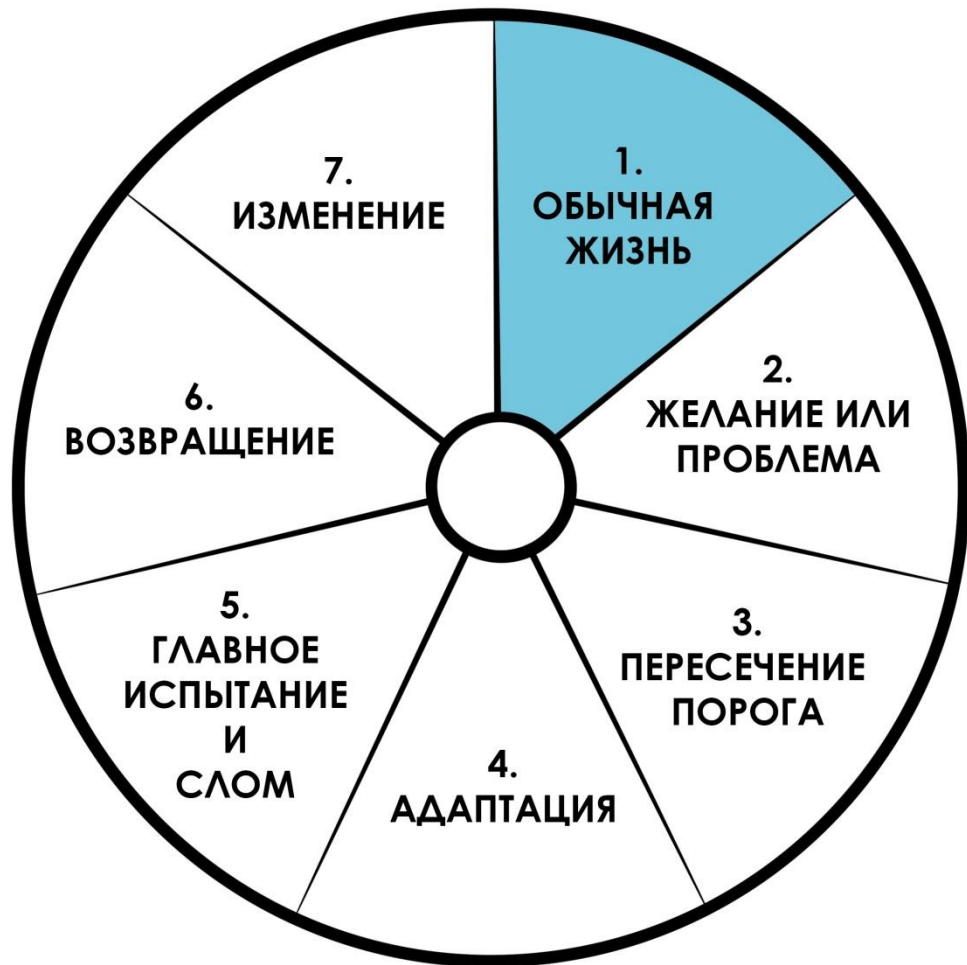 1.
ОБЫЧНАЯ
ЖИЗНЬ
2.
ЖЕЛАНИЕ ИЛИ
ПРОБЛЕМА
3.
ПЕРЕСЕЧЕНИЕ
ПОРОГА
4.
АДАПТАЦИЯ
5.
ГЛАВНОЕ
ИСПЫТАНИЕ
И
СЛОМ
6.
ВОЗВРАЩЕНИЕ
7.
ИЗМЕНЕНИЕ